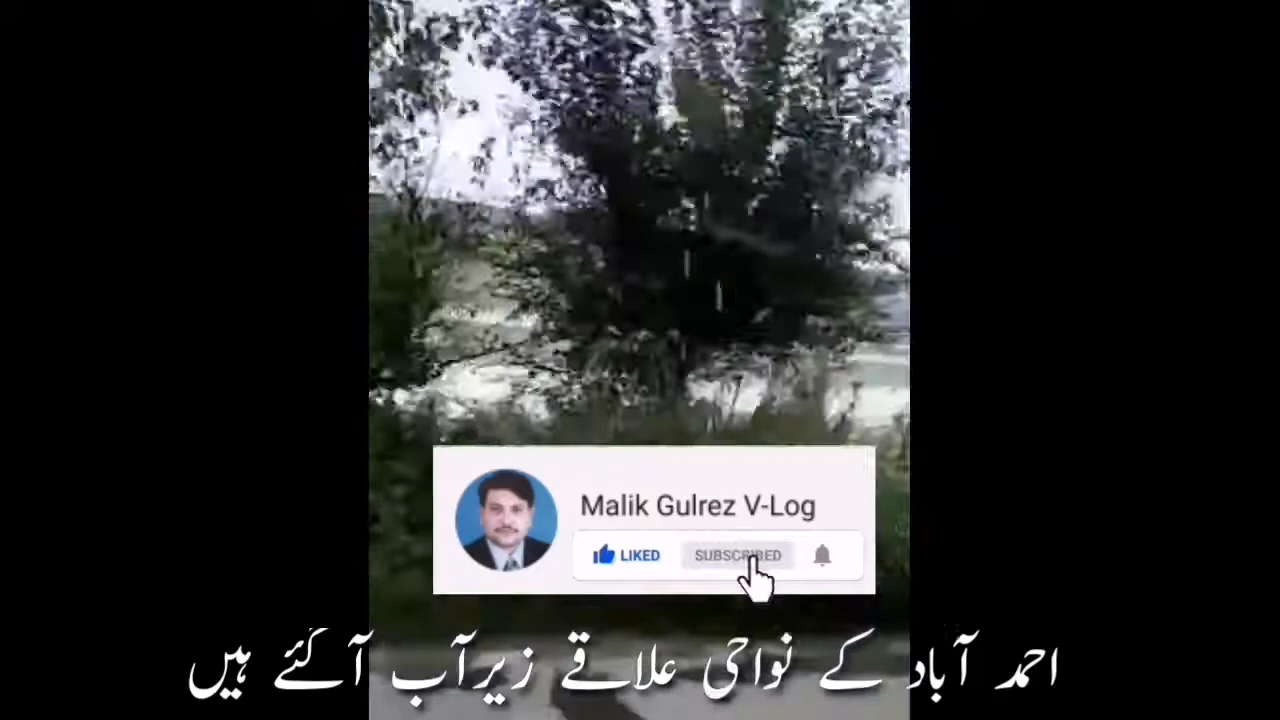 Malik Gulrez V-Log
LIKED SUBSCRIBED
احمد آباد کے نواحی علاقے زیرآب آگئے ہیں